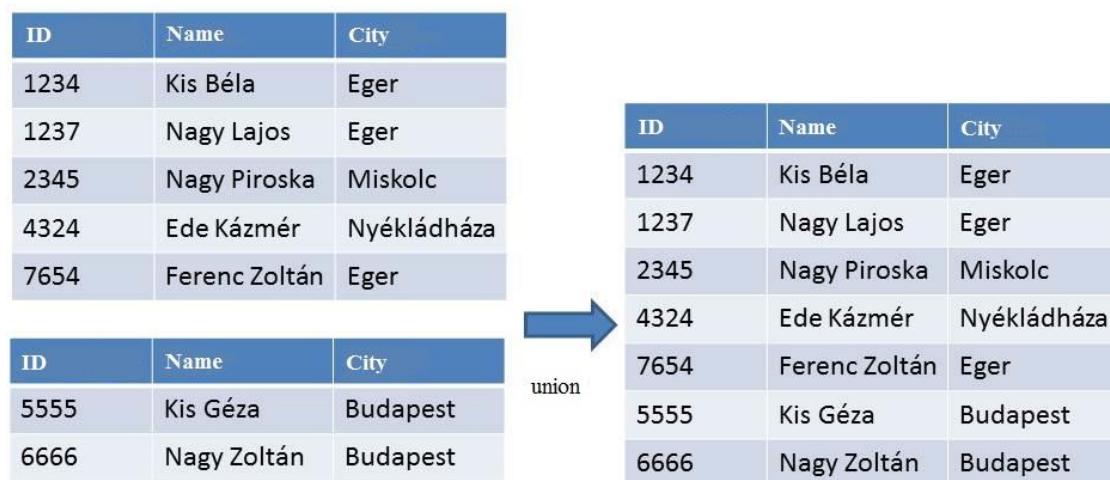 ID Name City
1234 Kis Béla Eger
1237 Nagy Lajos Eger
2345 Nagy Piroska Miskolc
4324 Ede Kázmér Nyékládháza
7654 Ferenc Zoltán Eger
ID Name City
5555 Kis Géza Budapest
6666 Nagy Zoltán Budapest
union
ID Name City
1234 Kis Béla Eger
1237 Nagy Lajos Eger
2345 Nagy Piroska Miskolc
4324 Ede Kázmér Nyékládháza
7654 Ferenc Zoltán Eger
5555 Kis Géza Budapest
6666 Nagy Zoltán Budapest